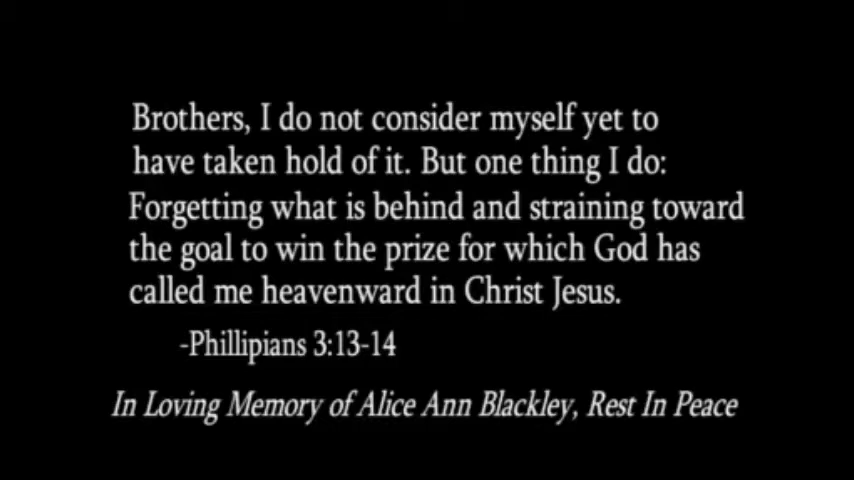 Brothers, I do not consider myself yet to
have taken hold of it. But one thing I do:
Forgetting what is behind and straining toward
the goal to win the prize for which God has
called me heavenward in Christ Jesus.
-Phillipians 3:13-14
In Loving Memory of Alice Ann Blackley, Rest In Peace